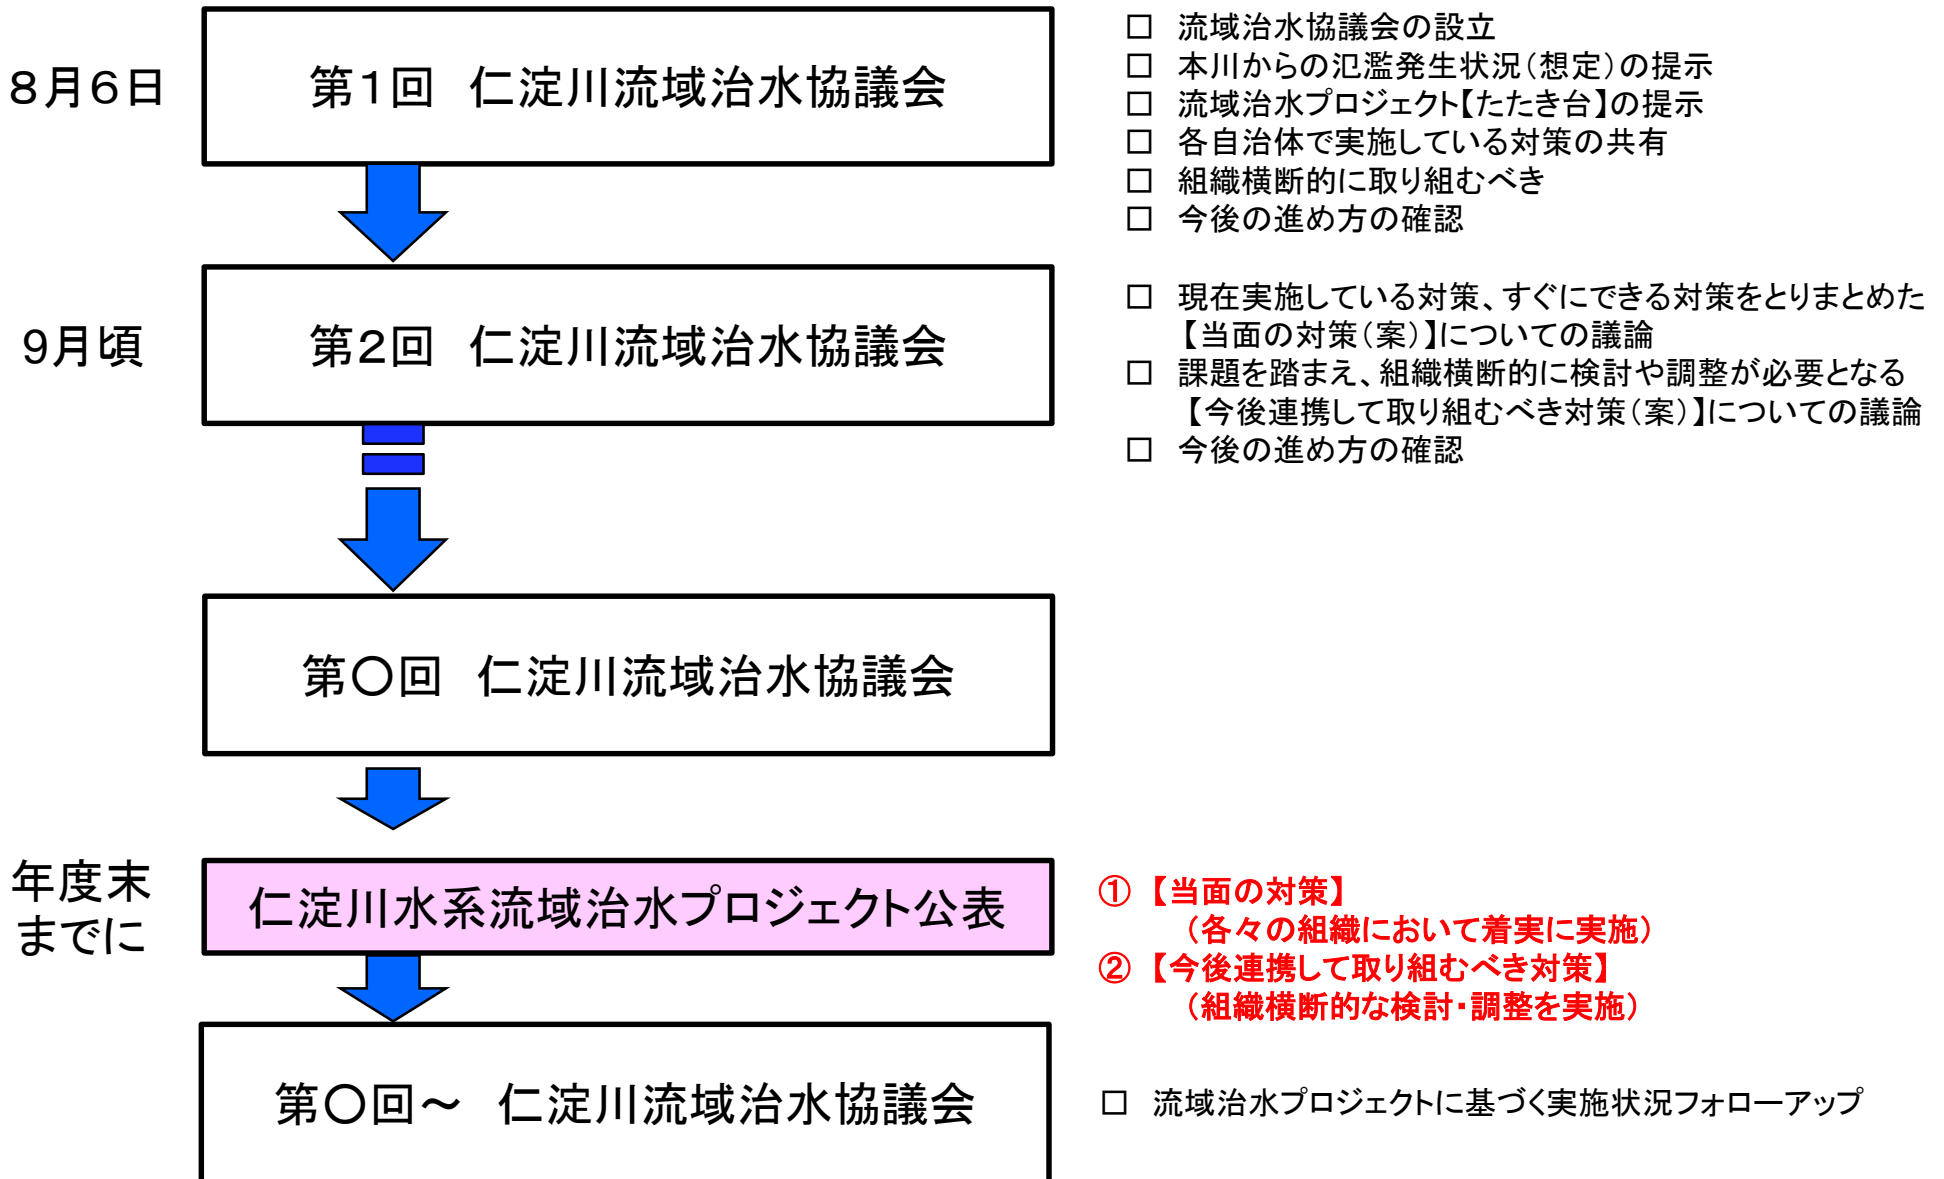 ８月６日
第１回　仁淀川流域治水協議会
□　流域治水協議会の設立
□　本川からの氾濫発生状況（想定）の提示
□　流域治水プロジェクト【たたき台】の提示
□　各自治体で実施している対策の共有
□　組織横断的に取り組むべき
□　今後の進め方の確認
9月頃
第２回　仁淀川流域治水協議会
□　現在実施している対策、すぐにできる対策をとりまとめた
【当面の対策（案）】についての議論
□　課題を踏まえ、組織横断的に検討や調整が必要となる
【今後連携して取り組むべき対策（案）】についての議論
□　今後の進め方の確認
第〇回　仁淀川流域治水協議会
年度末
までに
仁淀川水系流域治水プロジェクト公表
①【当面の対策】
（各々の組織において着実に実施）
②【今後連携して取り組むべき対策】
（組織横断的な検討・調整を実施）
第〇回～　仁淀川流域治水協議会
□　流域治水プロジェクトに基づく実施状況フォローアップ